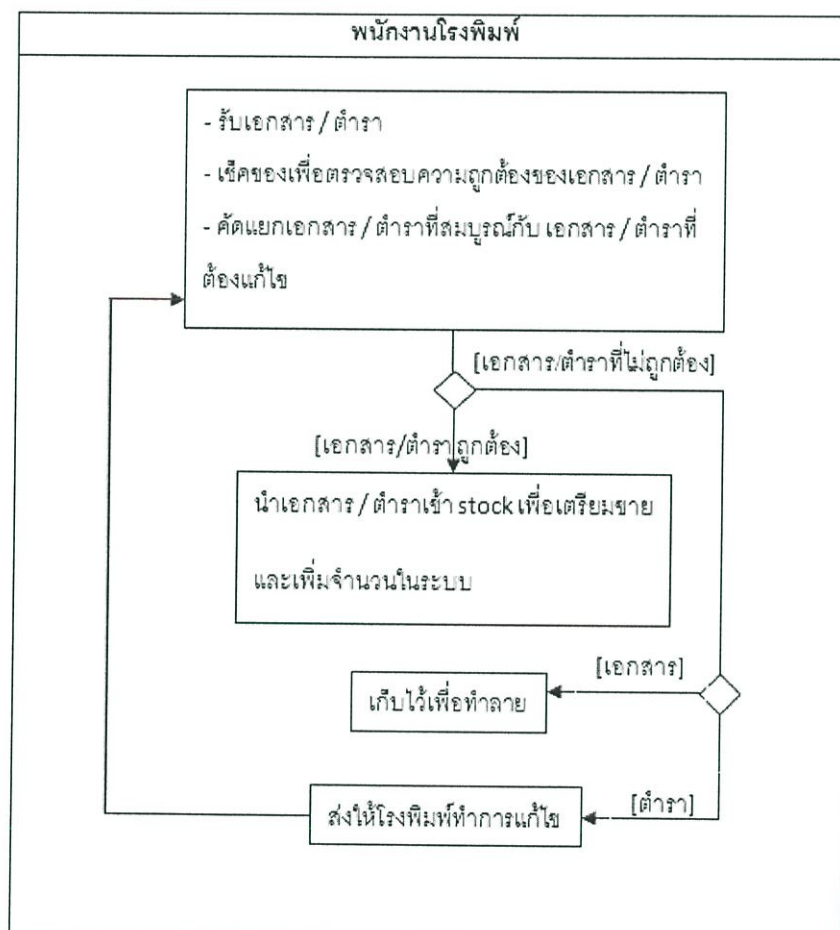 พนักงานโรงพิมพ์
- รับเอกสาร / ตำรา
- เช็คของเพื่อตรวจสอบความถูกต้องของเอกสาร / ตำรา
- คัดแยกเอกสาร / ตำราที่สมบูรณ์กับ เอกสาร / ตำราที่
ต้องแก้ไข
[เอกสาร/ตำราที่ไม่ถูกต้อง]
[เอกสาร/ตำราถูกต้อง]
นำเอกสาร / ตำราเข้า stock เพื่อเตรียมขาย
และเพิ่มจำนวนในระบบ
[เอกสาร]
เก็บไว้เพื่อทำลาย
[ตำรา]
ส่งให้โรงพิมพ์ทำการแก้ไข